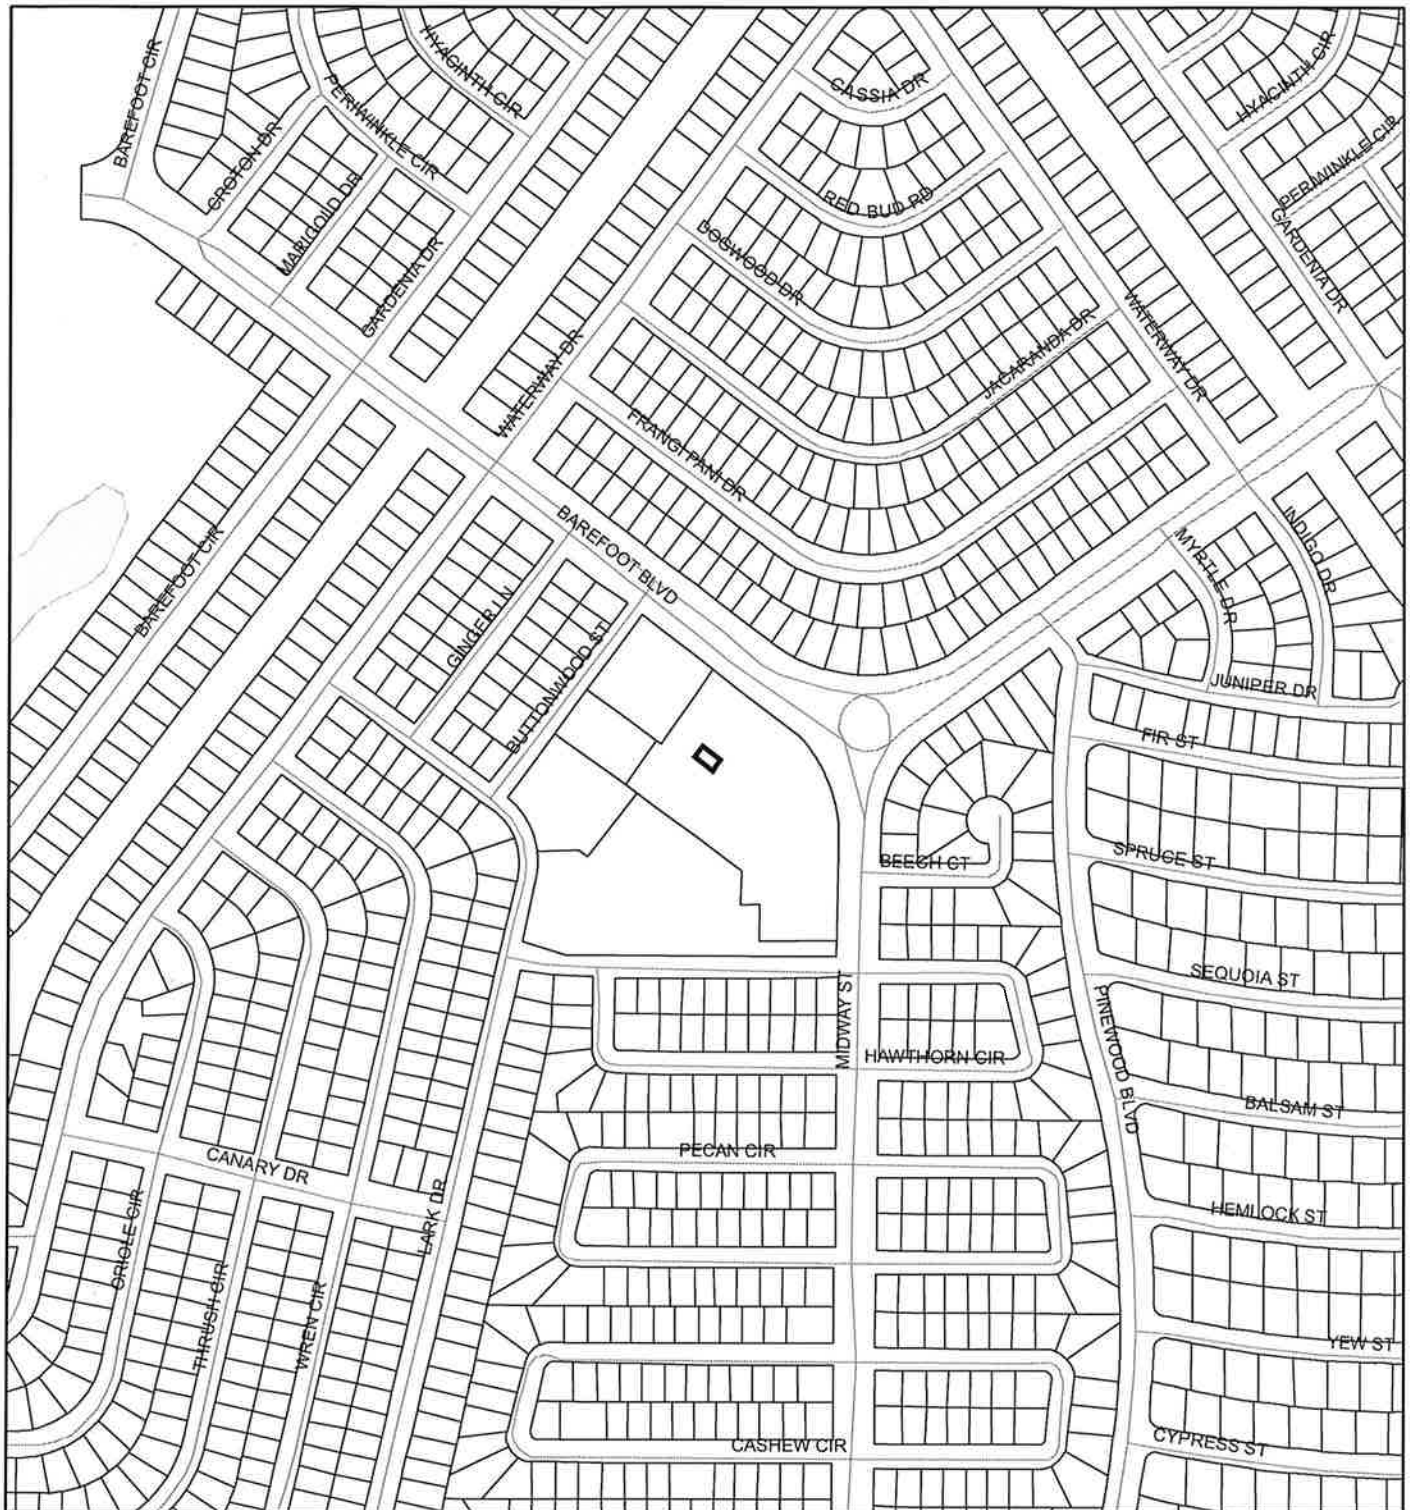 BAREFOOT CIR
HYACINTH CIR
PERIWINKLE CIR
CROTON DR
MARIGOLD DR
GARDENIA DR
CASSIA DR
RED BUD RD
DOGWOOD DR
HYACINTH CIR
PERIWINKLE CIR
GARDENIA DR
WATERWAY DR
WATERWAY DR
JACARANDA DR
FRANGI PANI DR
BAREFOOT BLVD
BAREFOOT CIR
GINGER LN
BUTTONWOOD ST
MYRTLE DR
INDIGO DR
JUNIPER DR
FIR ST
SPRUCE ST
BEECH CT
SEQUOIA ST
MIDWAY ST
PINEWOOD BLVD
HAWTHORN CIR
BALSAM ST
PECAN CIR
CANARY DR
ORIOLE CIR
LARK DR
THRUSH CIR
WREN CIR
HEMLOCK ST
YEW ST
CASHEW CIR
CYPRESS ST